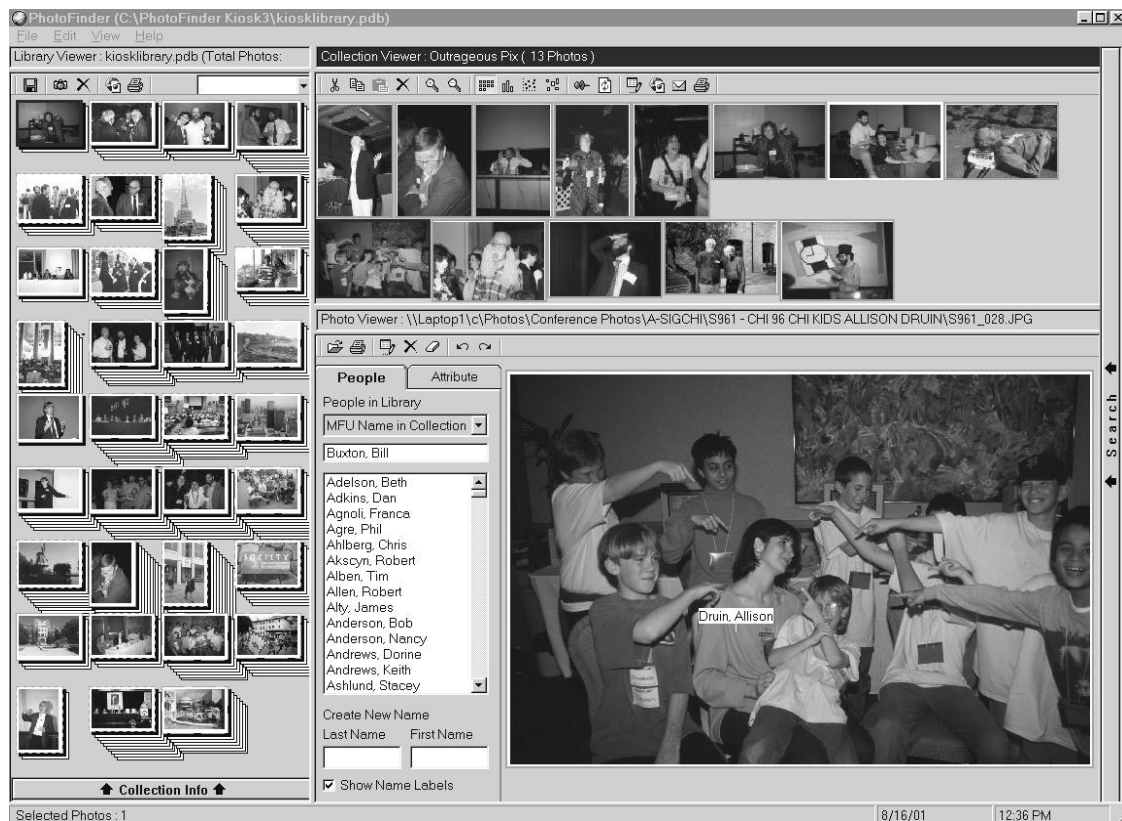 PhotoFinder (C:\PhotoFinder Kiosk3\kiosklibrary.pdb)
File Edit View Help
Library Viewer : kiosklibrary.pdb (Total Photos:
Collection Viewer : Outrageous Pix ( 13 Photos )
SOCIETY
Collection Info
Photo Viewer : \\Laptop1\c\Photos\Conference Photos\A-SIGCHI\S961 - CHI 96 CHI KIDS ALLISON DRUIN\S961_028.JPG
People Attribute
People in Library
MFU Name in Collection
Buxton, Bill
Adelson, Beth
Adkins, Dan
Agnoli, Franca
Agre, Phil
Ahlberg, Chris
Akscyn, Robert
Alben, Tim
Allen, Robert
Alty, James
Anderson, Bob
Anderson, Nancy
Andrews, Dorine
Andrews, Keith
Ashlund, Stacey
Create New Name
Last Name First Name
Show Name Labels
Druin, Allison
Search
Selected Photos : 1 8/16/01 12:36 PM